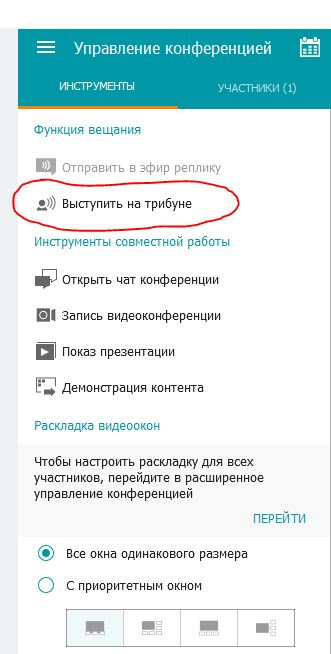 Управление конференцией
ИНСТРУМЕНТЫ
УЧАСТНИКИ (1)
Функция вещания
Отправить в эфир реплику
Выступить на трибуне
Инструменты совместной работы
Открыть чат конференции
Запись видеоконференции
Показ презентации
Демонстрация контента
Раскладка видеоокон
Чтобы настроить раскладку для всех
участников, перейдите в расширенное
управление конференцией
ПЕРЕЙТИ
Все окна одинакового размера
С приоритетным окном